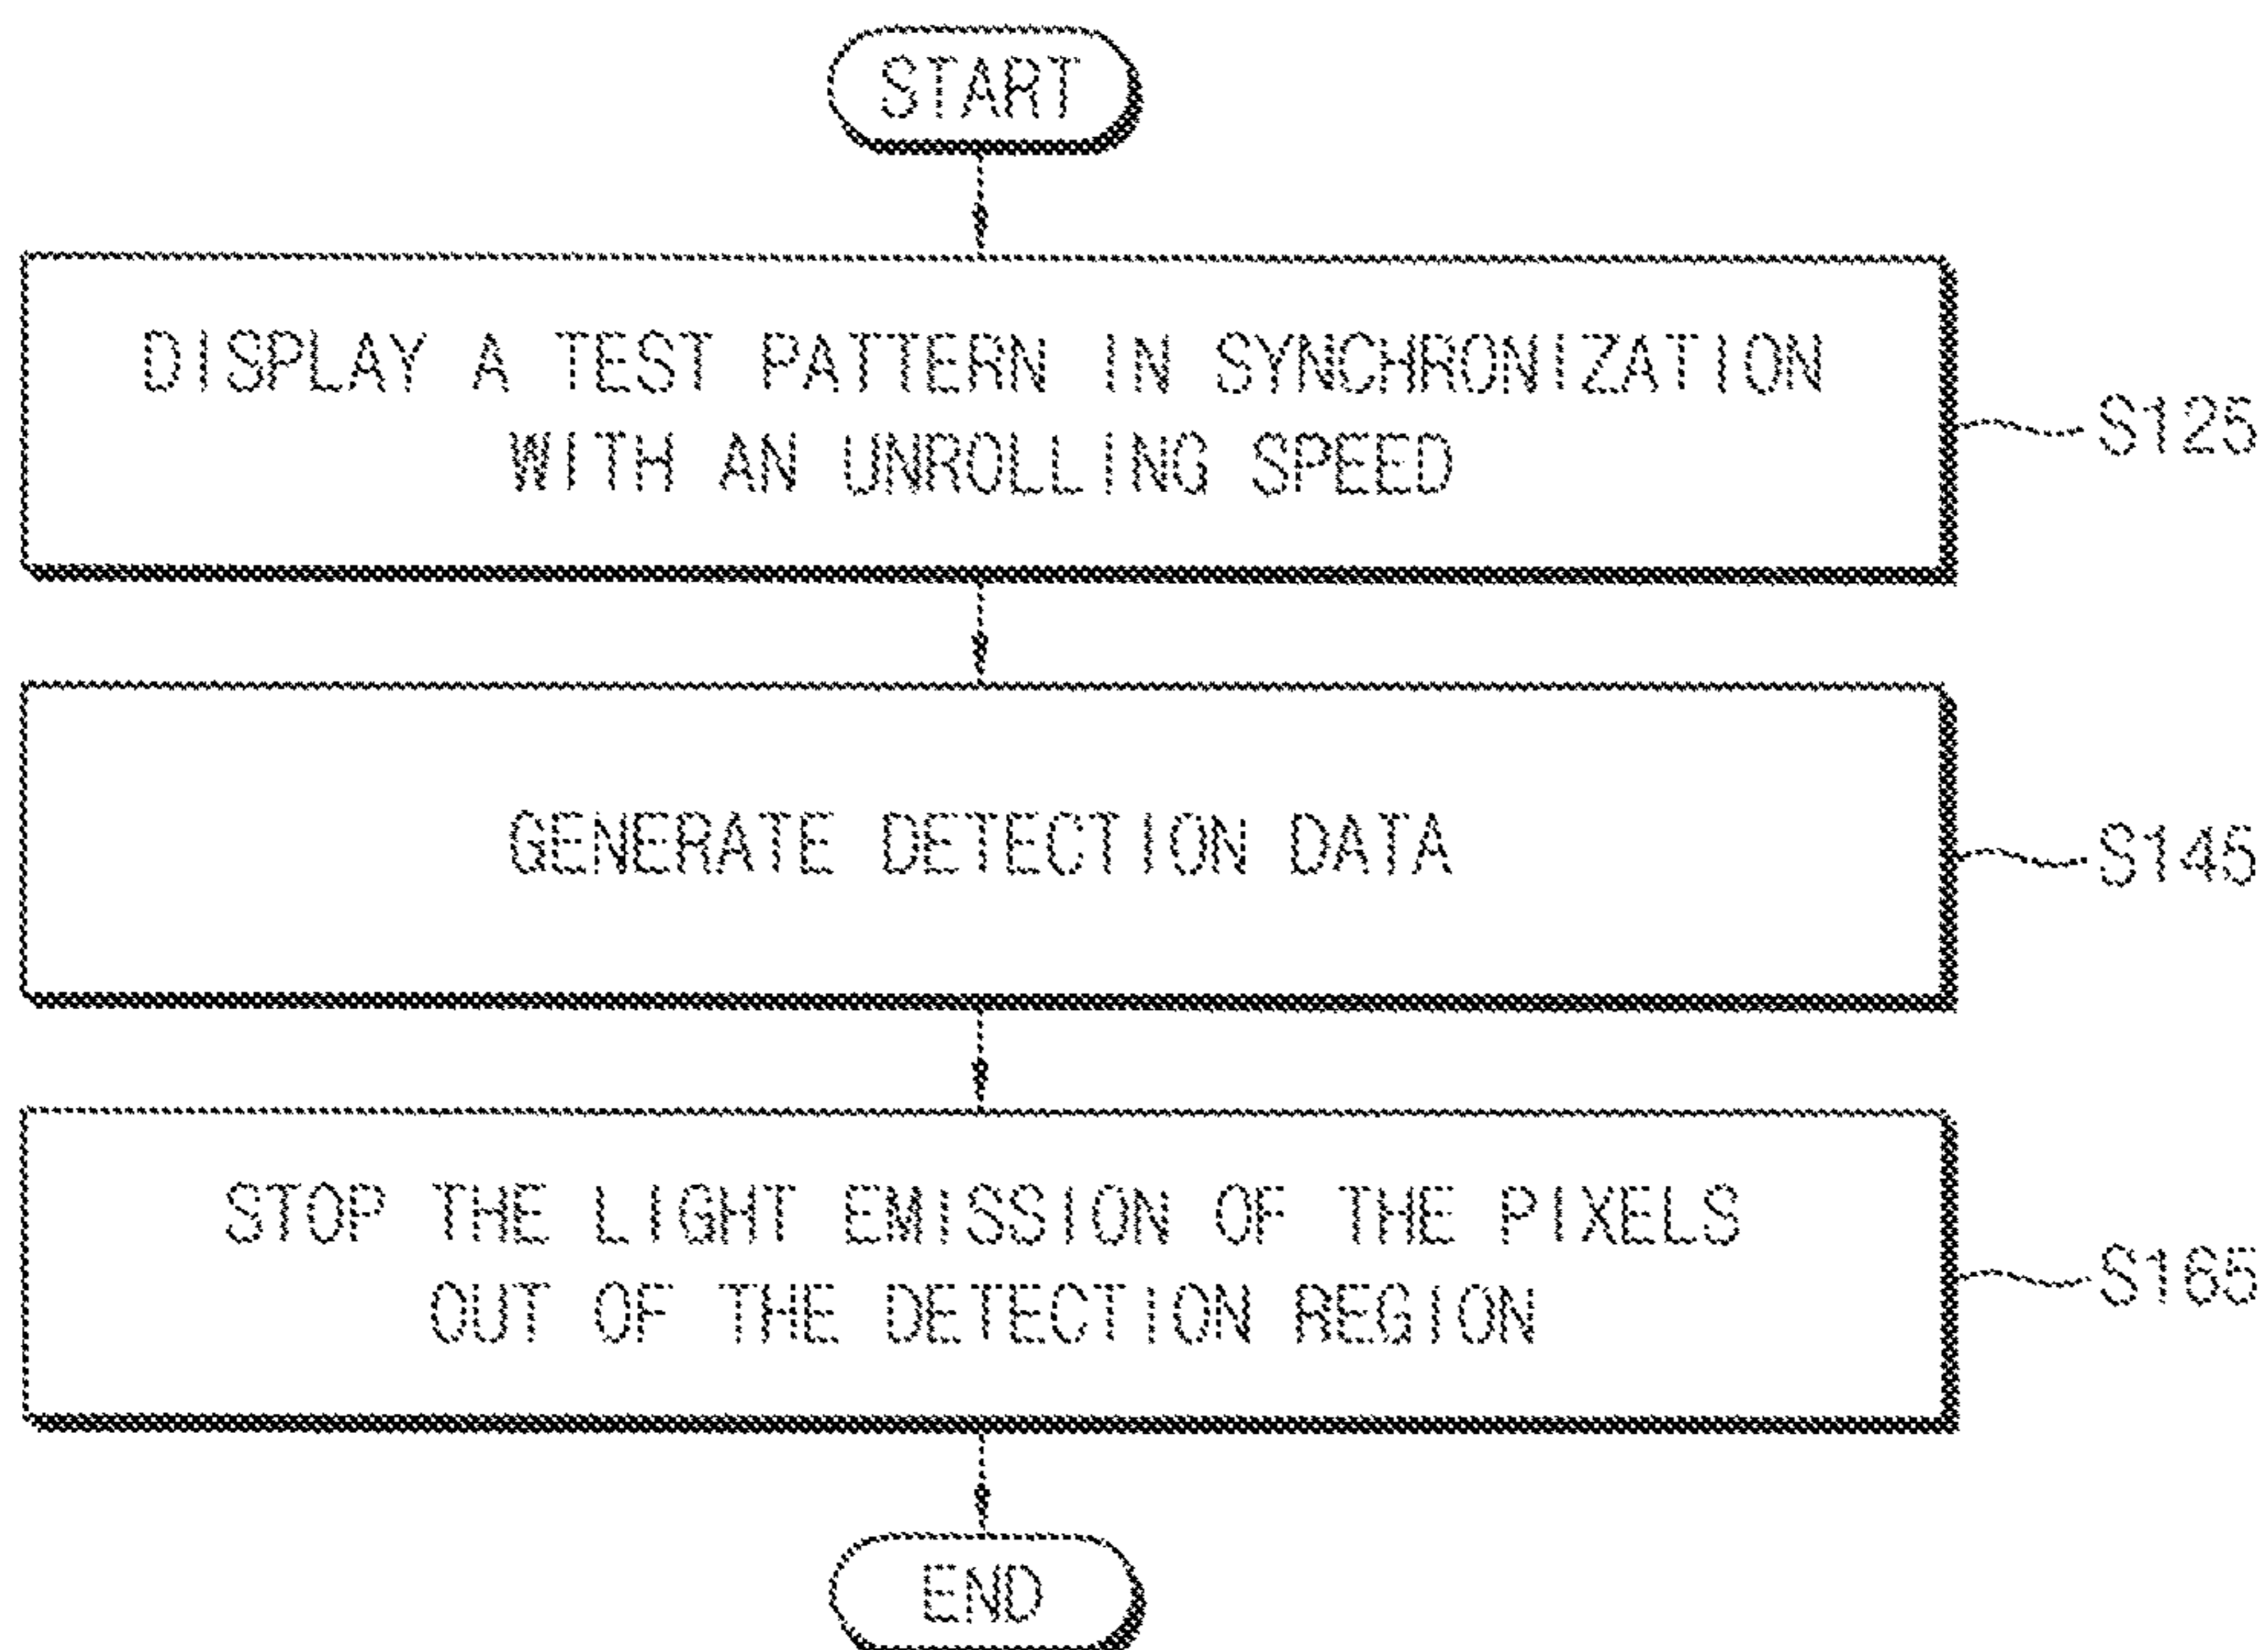 START
DISPLAY A TEST PATTERN IN SYNCHRONIZATION
WITH AN UNROLLING SPEED
S125
GENERATE DETECTION DATA
S145
STOP THE LIGHT EMISSION OF THE PIXELS
OUT OF THE DETECTION REGION
S165
END